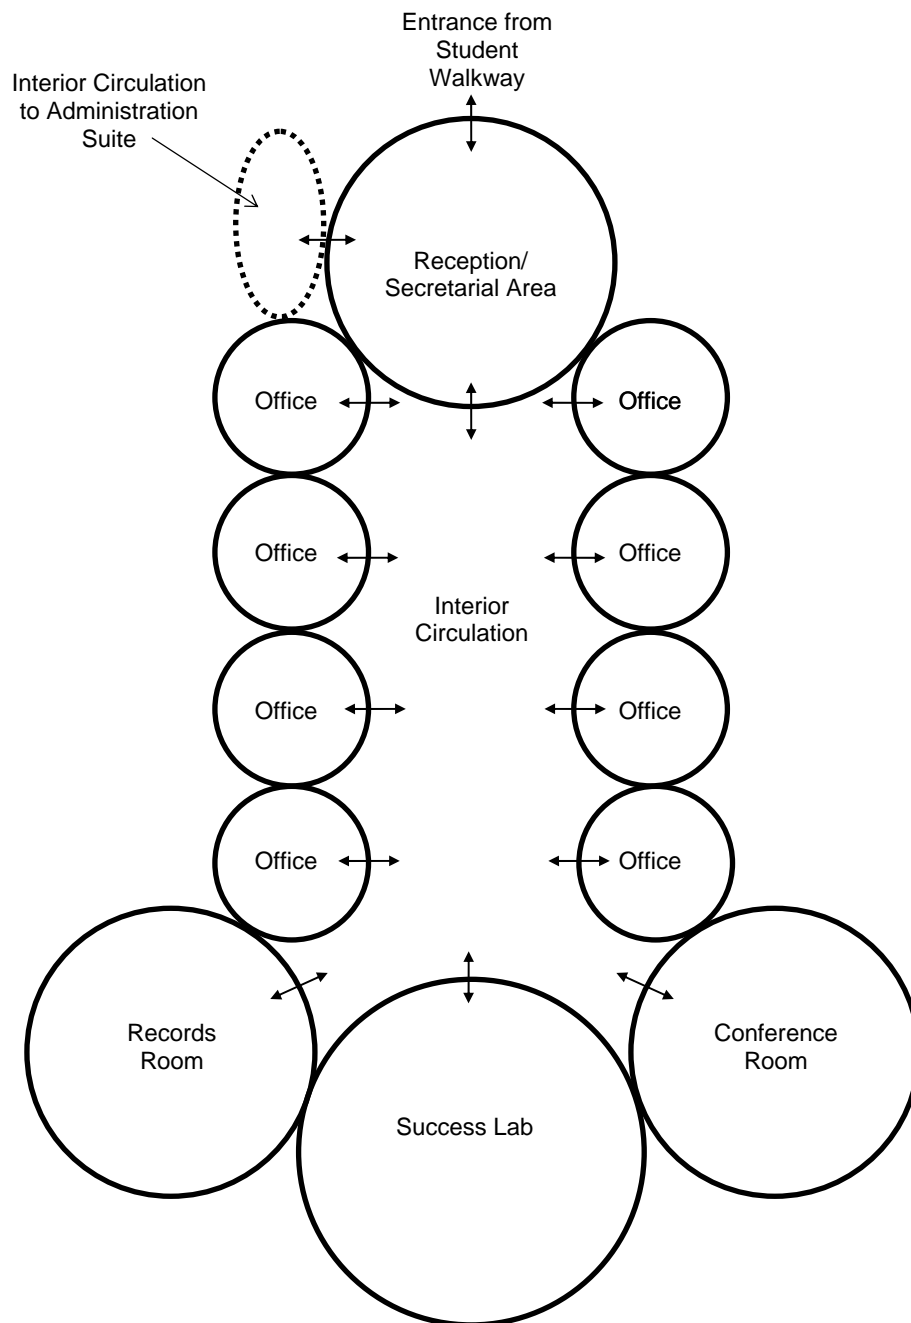 Entrance from
Student
Walkway
Interior Circulation
to Administration
Suite
Reception/
Secretarial Area
Office
Office
Office
Office
Interior
Circulation
Office
Office
Office
Office
Records
Room
Conference
Room
Success Lab